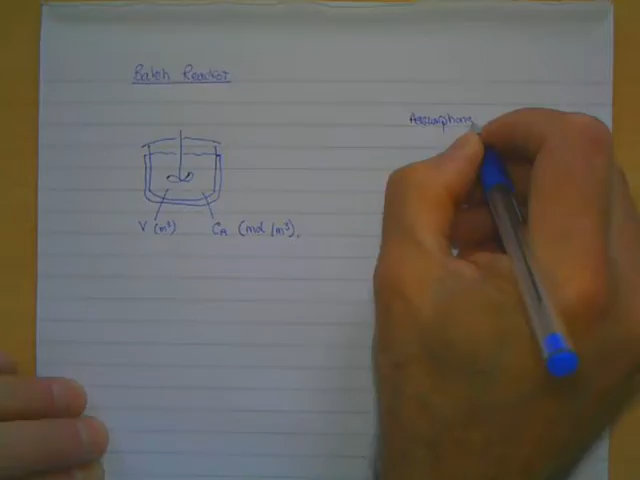 Batch Reactor
Assumptions
V (m³)
CA (mol/m³).